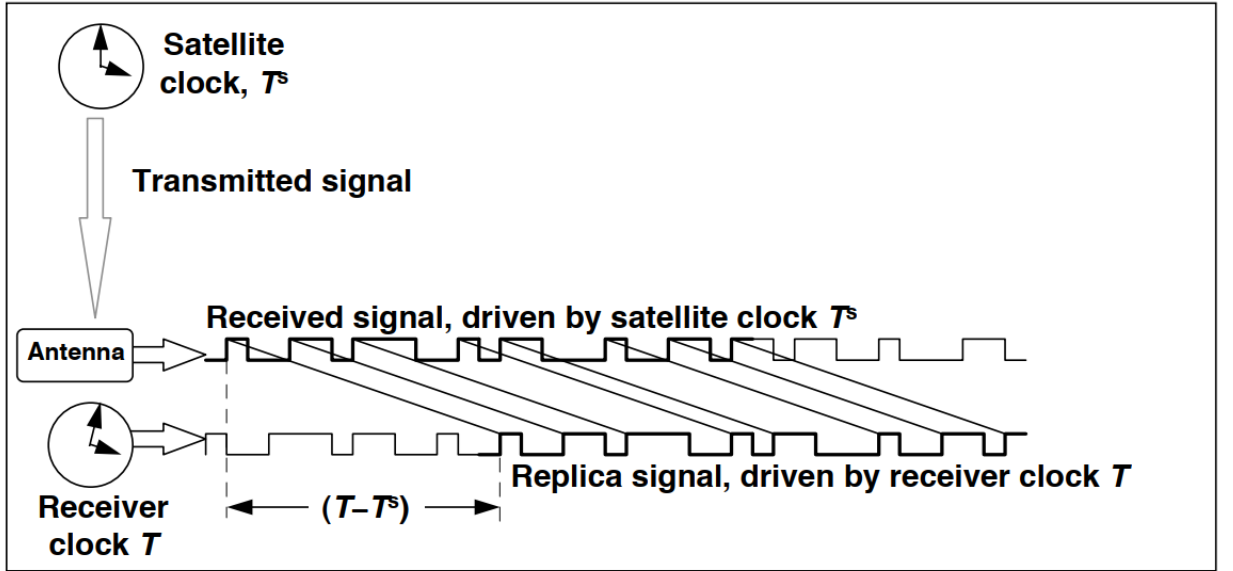 Satellite
clock, Tˢ
Transmitted signal
Received signal, driven by satellite clock Tˢ
Antenna
Replica signal, driven by receiver clock T
(T–Tˢ)
Receiver
clock T